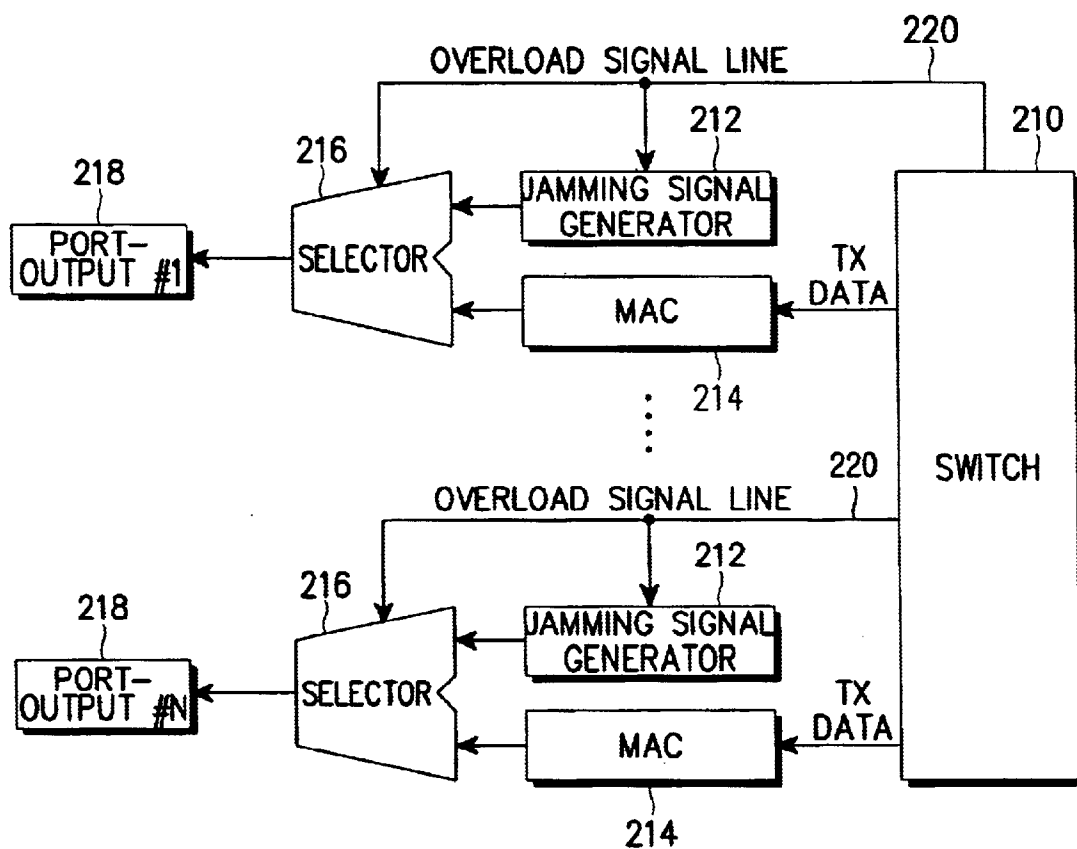 220
OVERLOAD SIGNAL LINE
212
210
216
218
JAMMING SIGNAL
GENERATOR
PORT-
OUTPUT #1
SELECTOR
TX
DATA
MAC
214
SWITCH
220
OVERLOAD SIGNAL LINE
212
216
218
JAMMING SIGNAL
GENERATOR
PORT-
OUTPUT #N
SELECTOR
TX
DATA
MAC
214